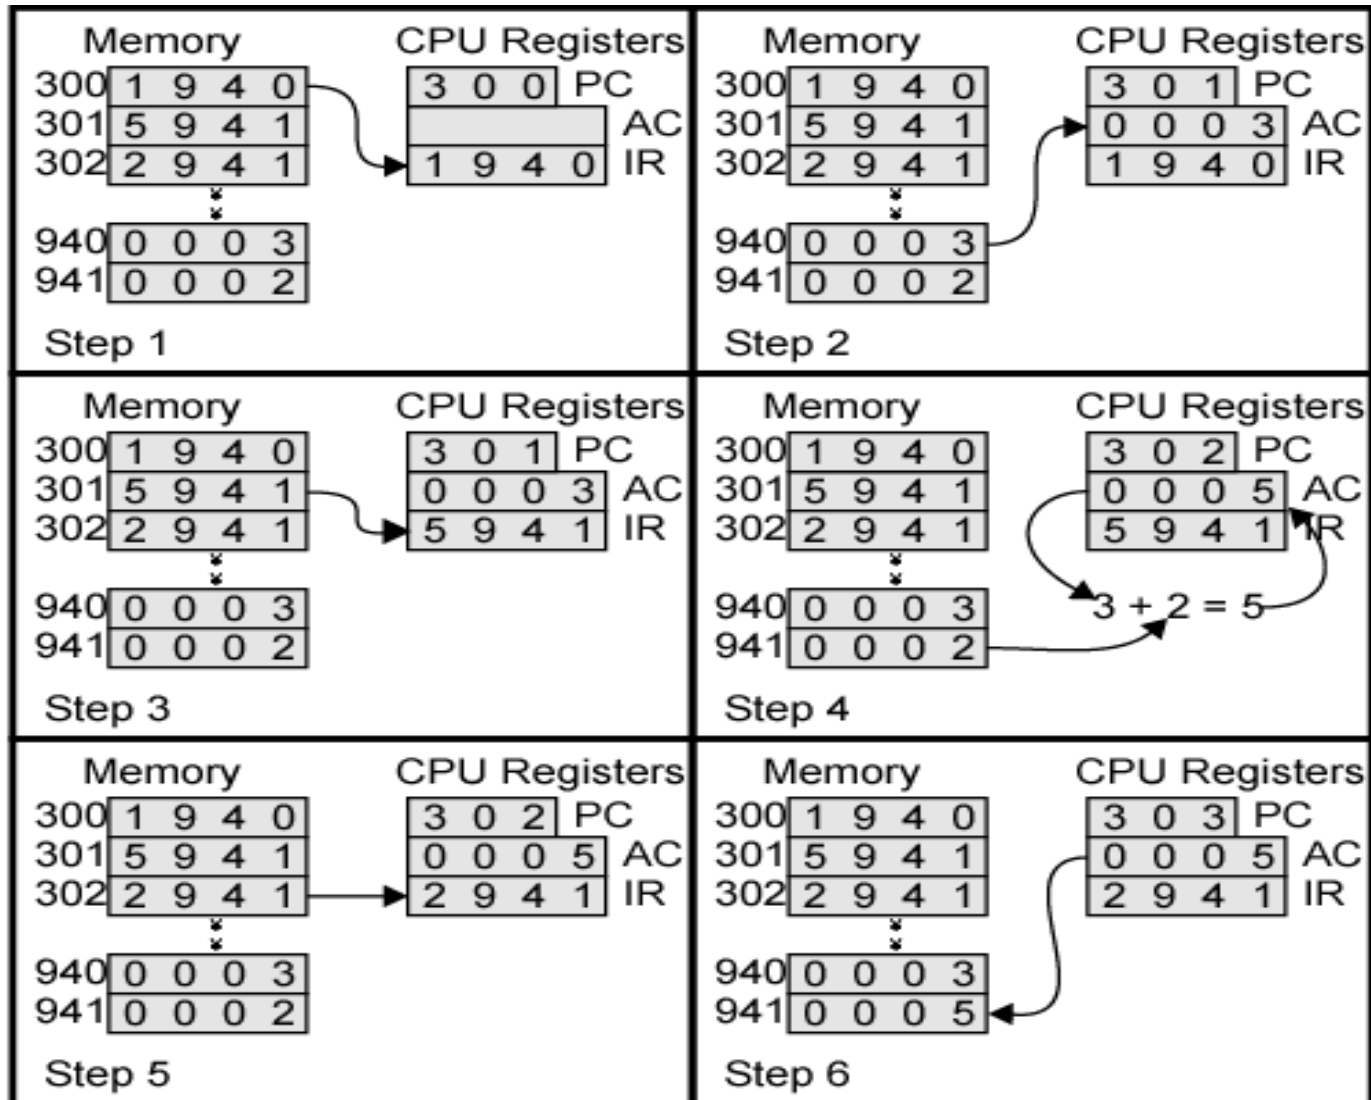 Memory CPU Registers
300 1 9 4 0 3 0 0 PC
301 5 9 4 1 AC
302 2 9 4 1 1 9 4 0 IR
940 0 0 0 3
941 0 0 0 2
Step 1
Memory CPU Registers
300 1 9 4 0 3 0 1 PC
301 5 9 4 1 0 0 0 3 AC
302 2 9 4 1 1 9 4 0 IR
940 0 0 0 3
941 0 0 0 2
Step 2
Memory CPU Registers
300 1 9 4 0 3 0 1 PC
301 5 9 4 1 0 0 0 3 AC
302 2 9 4 1 5 9 4 1 IR
940 0 0 0 3
941 0 0 0 2
Step 3
Memory CPU Registers
300 1 9 4 0 3 0 2 PC
301 5 9 4 1 0 0 0 5 AC
302 2 9 4 1 5 9 4 1 IR
940 0 0 0 3 3 + 2 = 5
941 0 0 0 2
Step 4
Memory CPU Registers
300 1 9 4 0 3 0 2 PC
301 5 9 4 1 0 0 0 5 AC
302 2 9 4 1 2 9 4 1 IR
940 0 0 0 3
941 0 0 0 2
Step 5
Memory CPU Registers
300 1 9 4 0 3 0 3 PC
301 5 9 4 1 0 0 0 5 AC
302 2 9 4 1 2 9 4 1 IR
940 0 0 0 3
941 0 0 0 5
Step 6